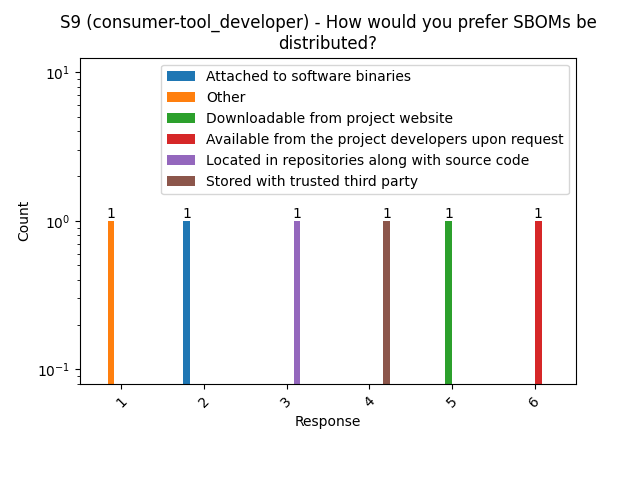 S9 (consumer-tool_developer) - How would you prefer SBOMs be
distributed?
10¹
Attached to software binaries
Other
Downloadable from project website
Available from the project developers upon request
Located in repositories along with source code
Stored with trusted third party
Count
10⁰
1 1 1 1 1 1
10⁻¹
1 2 3 4 5 6
Response